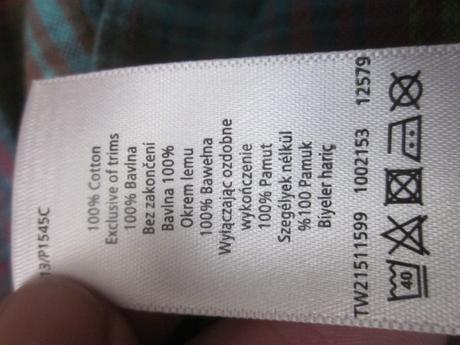 13/P1545C
100% Cotton
Exclusive of trims
100% Bavlna
Bez zakončení
Bavlna 100%
Okrem lemu
100% Bawełna
Wyłączając ozdobne
wykończenie
100% Pamut
Szegélyek nélkül
%100 Pamuk
Biyeler hariç
TW21511599 1002153 12579
40